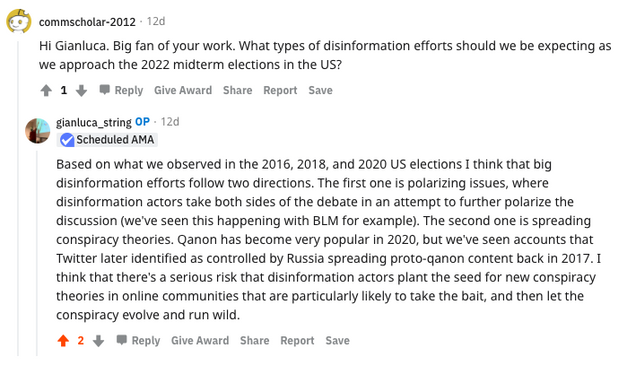 commscholar-2012 · 12d
Hi Gianluca. Big fan of your work. What types of disinformation efforts should we be expecting as
we approach the 2022 midterm elections in the US?
1 Reply Give Award Share Report Save
gianluca_string OP · 12d
Scheduled AMA
Based on what we observed in the 2016, 2018, and 2020 US elections I think that big
disinformation efforts follow two directions. The first one is polarizing issues, where
disinformation actors take both sides of the debate in an attempt to further polarize the
discussion (we've seen this happening with BLM for example). The second one is spreading
conspiracy theories. Qanon has become very popular in 2020, but we've seen accounts that
Twitter later identified as controlled by Russia spreading proto-qanon content back in 2017. I
think that there's a serious risk that disinformation actors plant the seed for new conspiracy
theories in online communities that are particularly likely to take the bait, and then let the
conspiracy evolve and run wild.
2 Reply Give Award Share Report Save